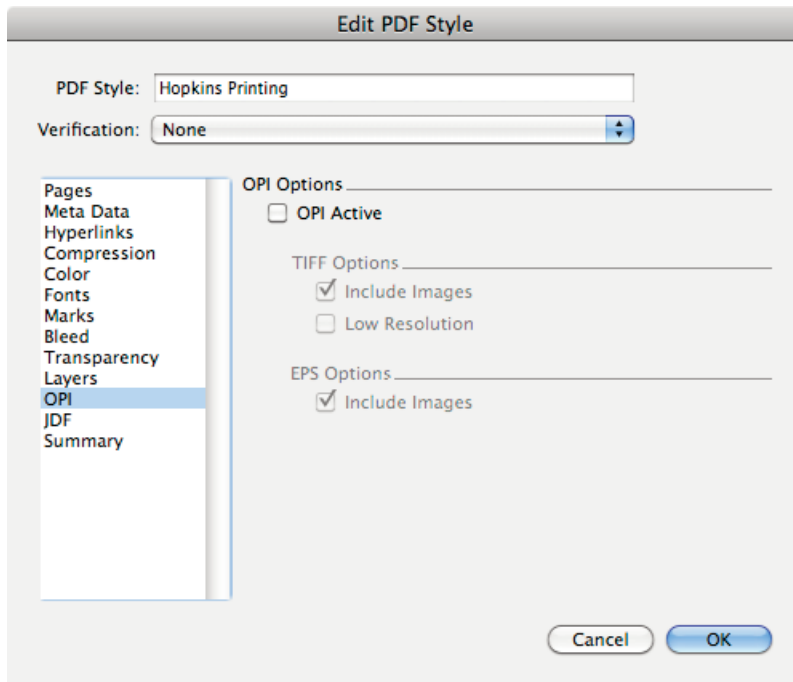 Edit PDF Style
PDF Style: Hopkins Printing
Verification: None
Pages
Meta Data
Hyperlinks
Compression
Color
Fonts
Marks
Bleed
Transparency
Layers
OPI
JDF
Summary
OPI Options
OPI Active
TIFF Options
Include Images
Low Resolution
EPS Options
Include Images
Cancel OK